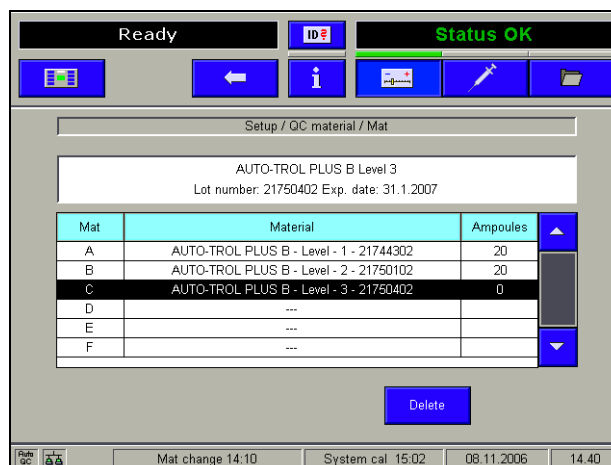 Ready
ID?
Status OK
i
Setup / QC material / Mat
AUTO-TROL PLUS B Level 3
Lot number: 21750402 Exp. date: 31.1.2007
Mat Material Ampoules
A AUTO-TROL PLUS B - Level - 1 - 21744302 20
B AUTO-TROL PLUS B - Level - 2 - 21750102 20
C AUTO-TROL PLUS B - Level - 3 - 21750402 0
D ---
E ---
F ---
Delete
Auto QC Mat change 14:10 System cal 15:02 08.11.2006 14.40